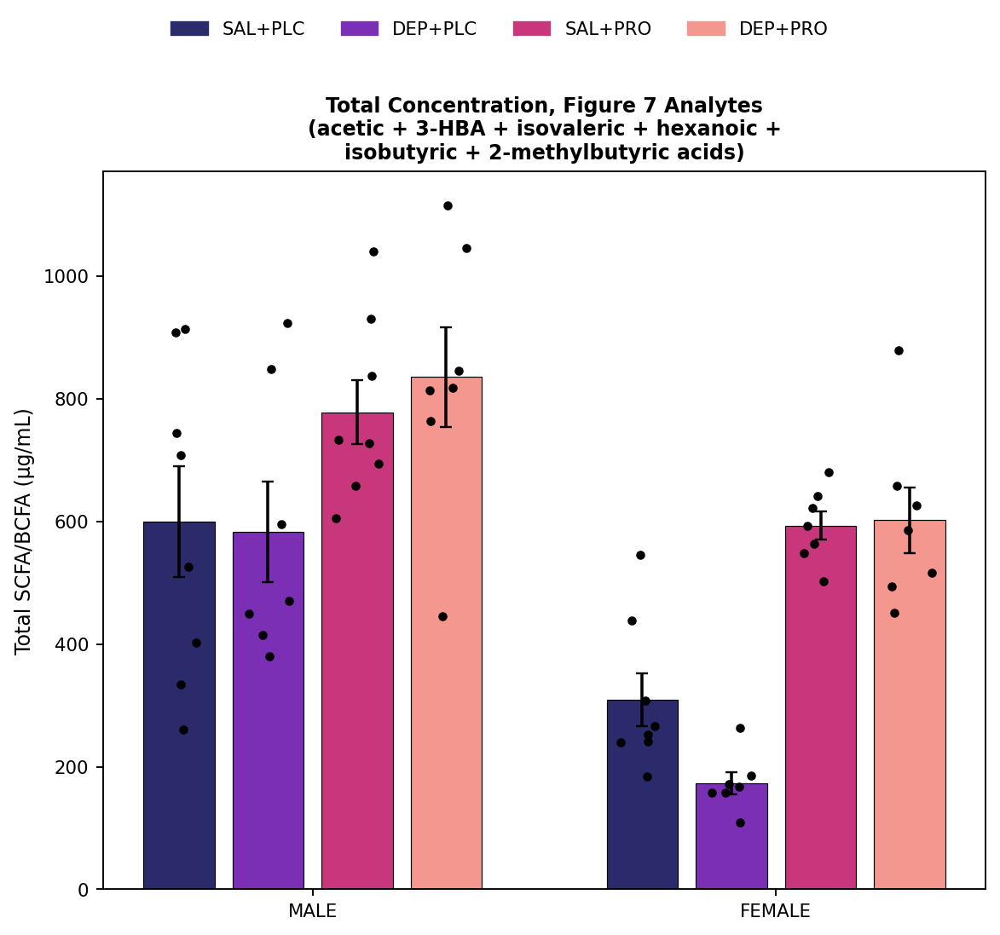 SAL+PLC DEP+PLC SAL+PRO DEP+PRO
Total Concentration, Figure 7 Analytes
(acetic + 3-HBA + isovaleric + hexanoic +
isobutyric + 2-methylbutyric acids)
Total SCFA/BCFA (µg/mL)
1000
800
600
400
200
0
MALE FEMALE